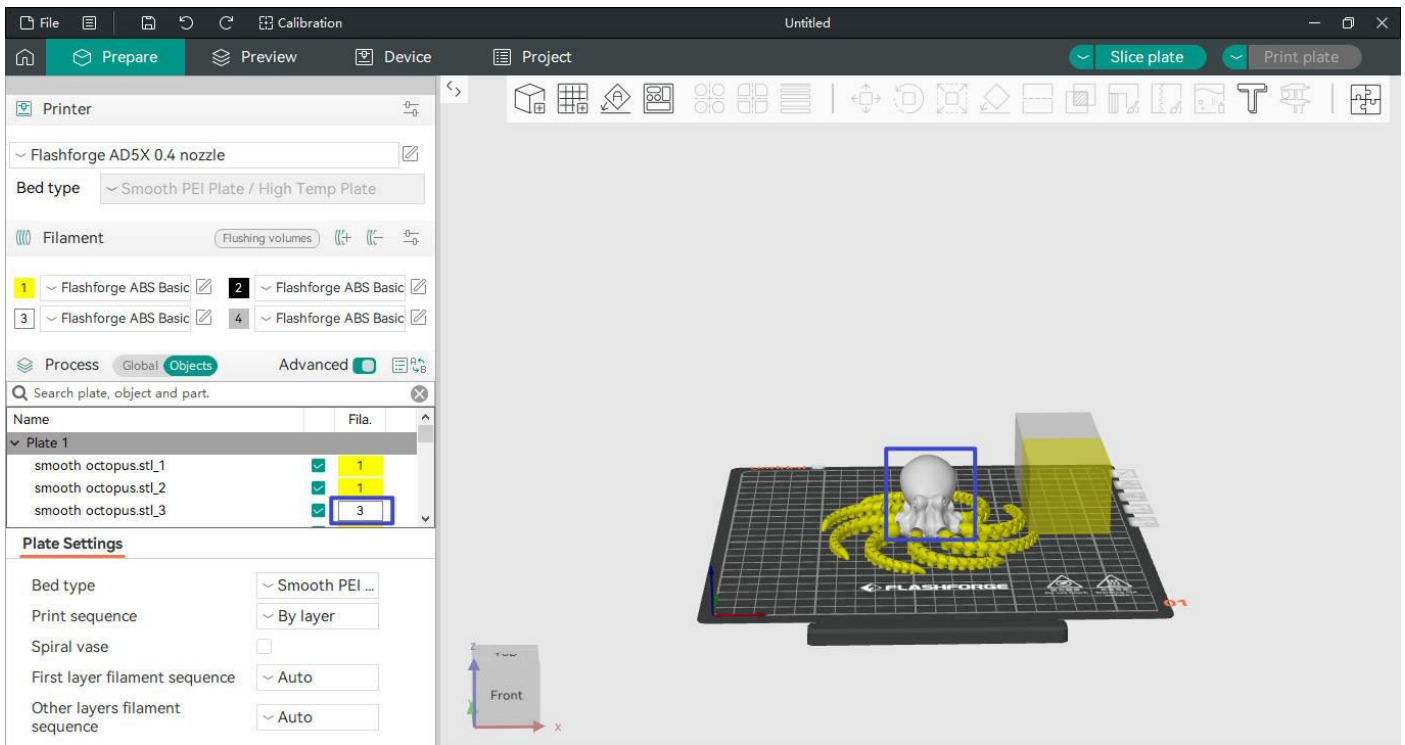 File Calibration Untitled
Prepare Preview Device Project Slice plate Print plate
Printer
Flashforge AD5X 0.4 nozzle
Bed type Smooth PEI Plate / High Temp Plate
Filament Flushing volumes
1 Flashforge ABS Basic 2 Flashforge ABS Basic
3 Flashforge ABS Basic 4 Flashforge ABS Basic
Process Global Objects Advanced
Search plate, object and part.
Name Fila.
Plate 1
smooth octopus.stl_1 1
smooth octopus.stl_2 1
smooth octopus.stl_3 3
Plate Settings
Bed type Smooth PEI ...
Print sequence By layer
Spiral vase
First layer filament sequence Auto
Other layers filament
sequence Auto
FLASHFORGE
01
z
Front
x